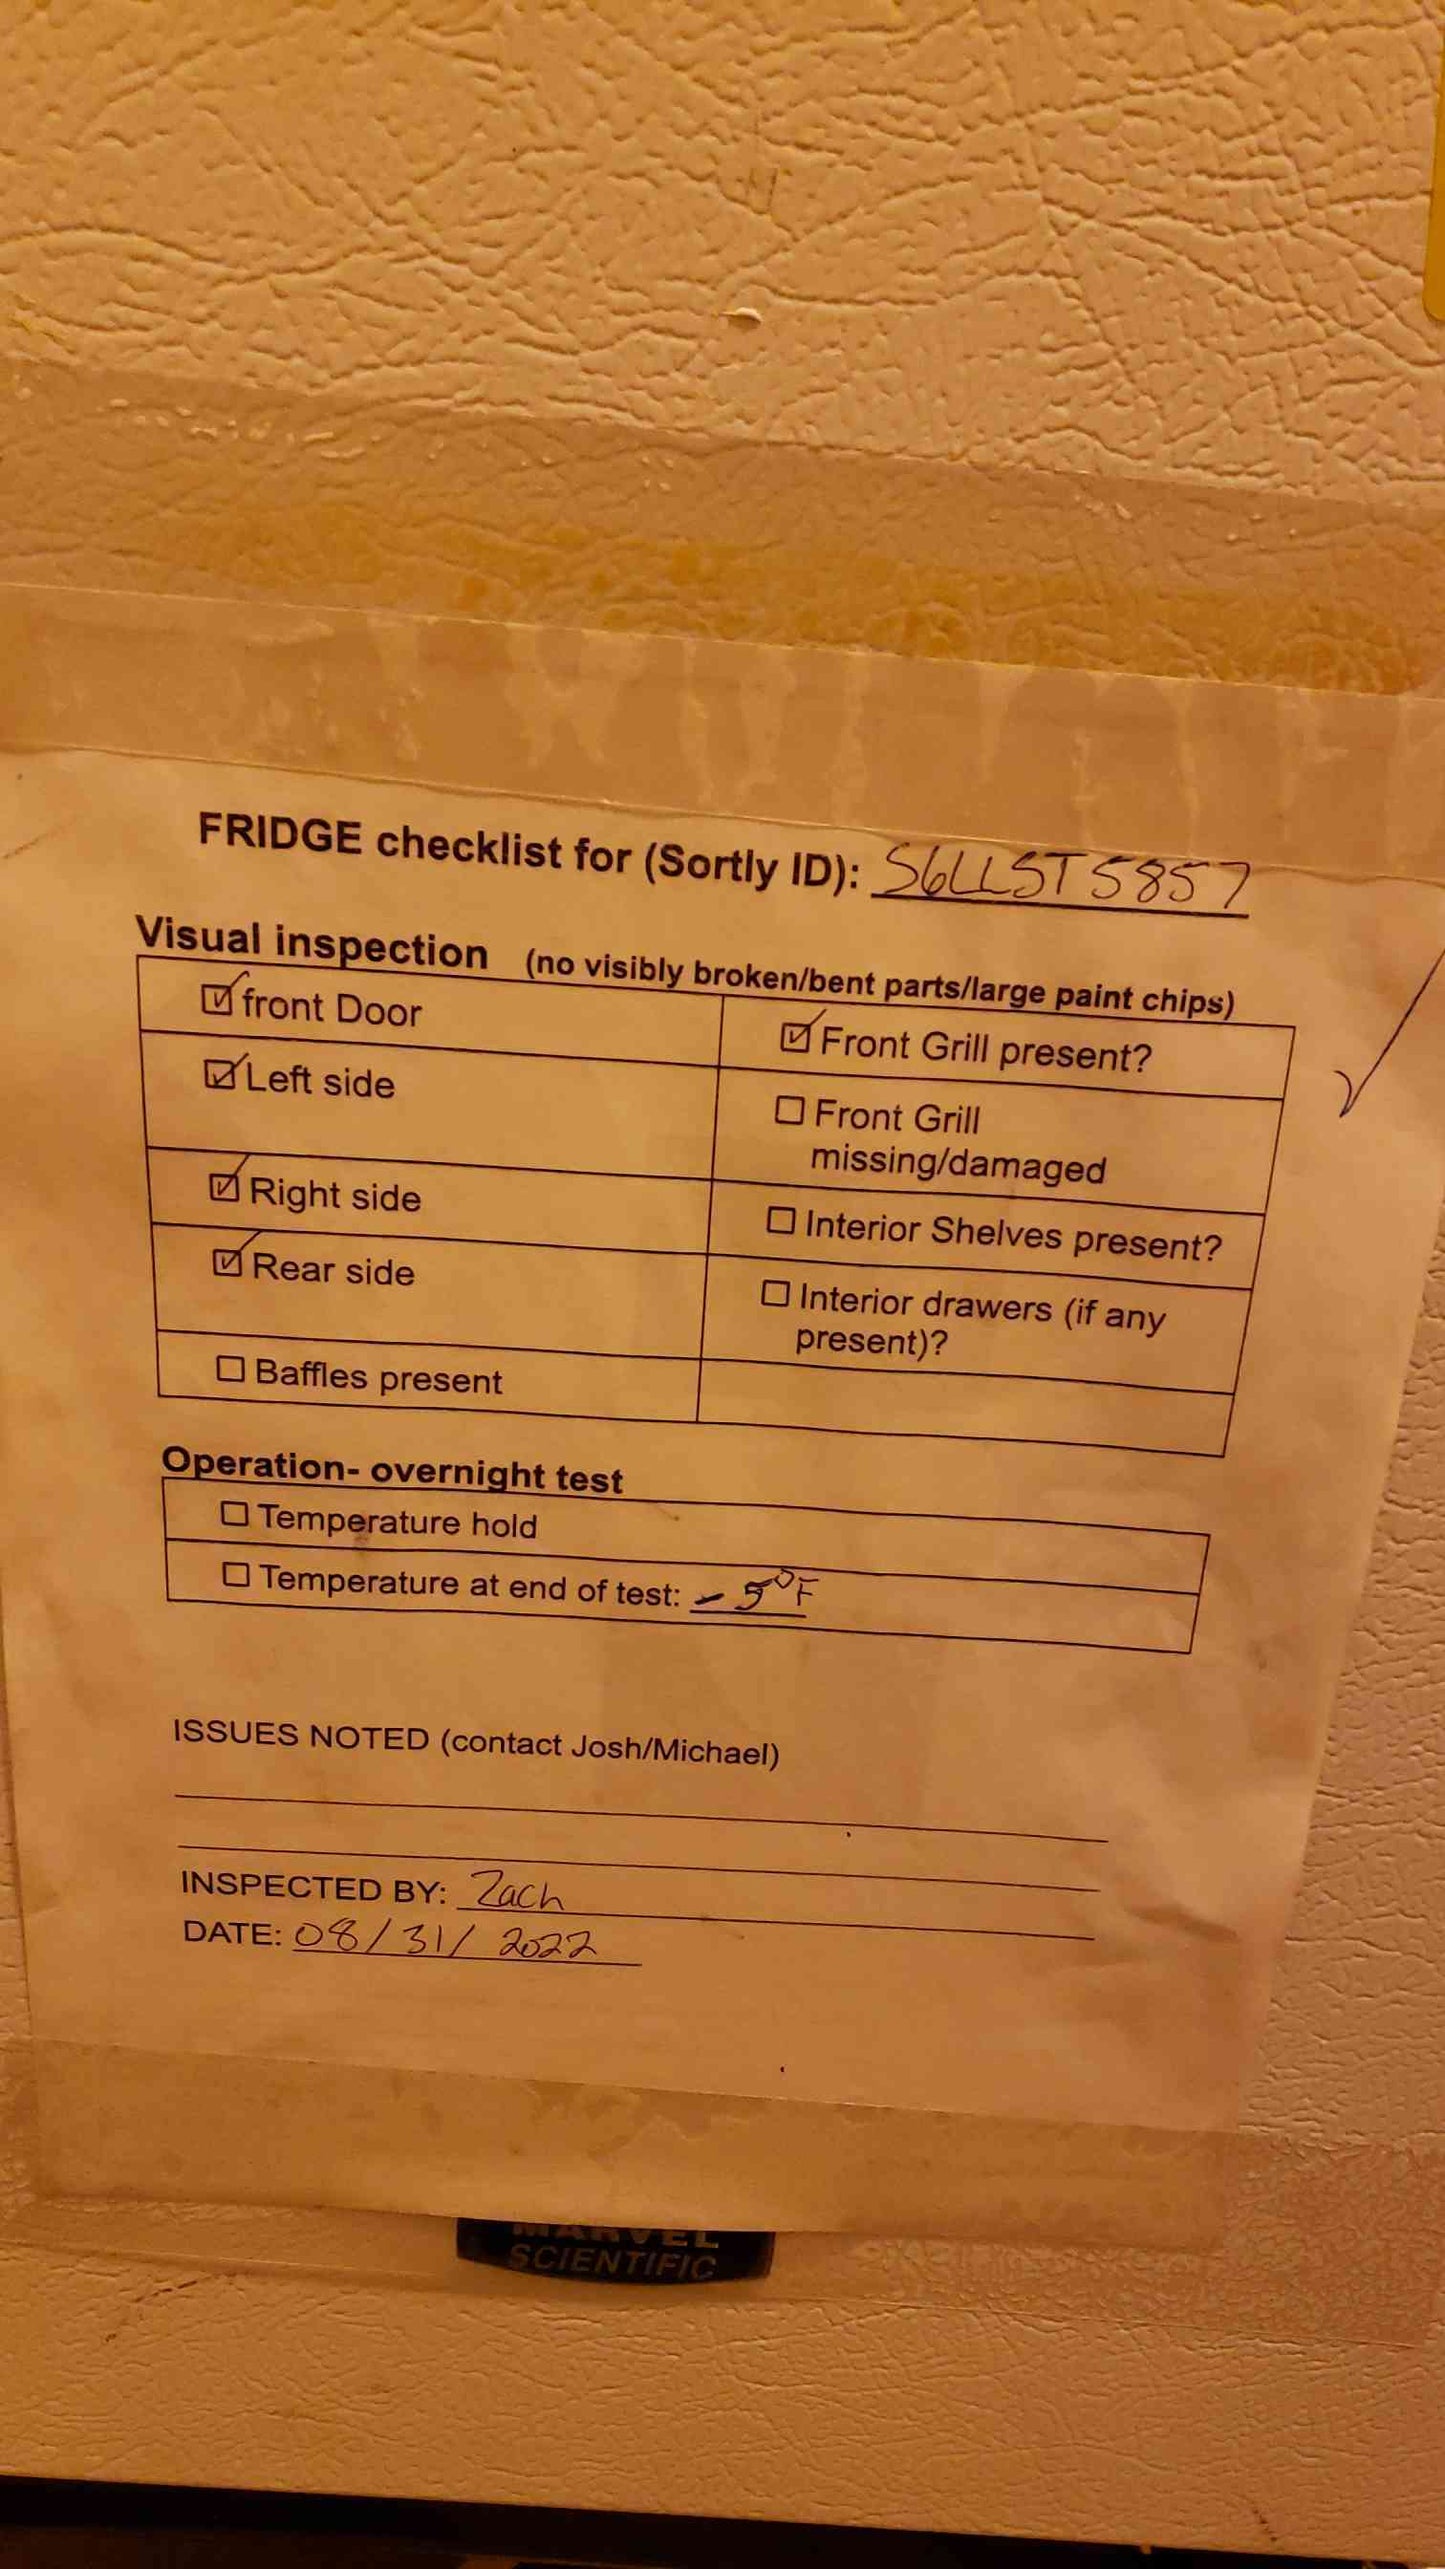 FRIDGE checklist for (Sortly ID): S6LLST5857
Visual inspection (no visibly broken/bent parts/large paint chips)
☑ front Door
☑ Front Grill present?
☑ Left side
☐ Front Grill
missing/damaged
☑ Right side
☐ Interior Shelves present?
☑ Rear side
☐ Interior drawers (if any
present)?
☐ Baffles present
Operation- overnight test
☐ Temperature hold
☐ Temperature at end of test: - 5°F
ISSUES NOTED (contact Josh/Michael)
INSPECTED BY: Zach
DATE: 08/31/2022
MARVEL
SCIENTIFIC